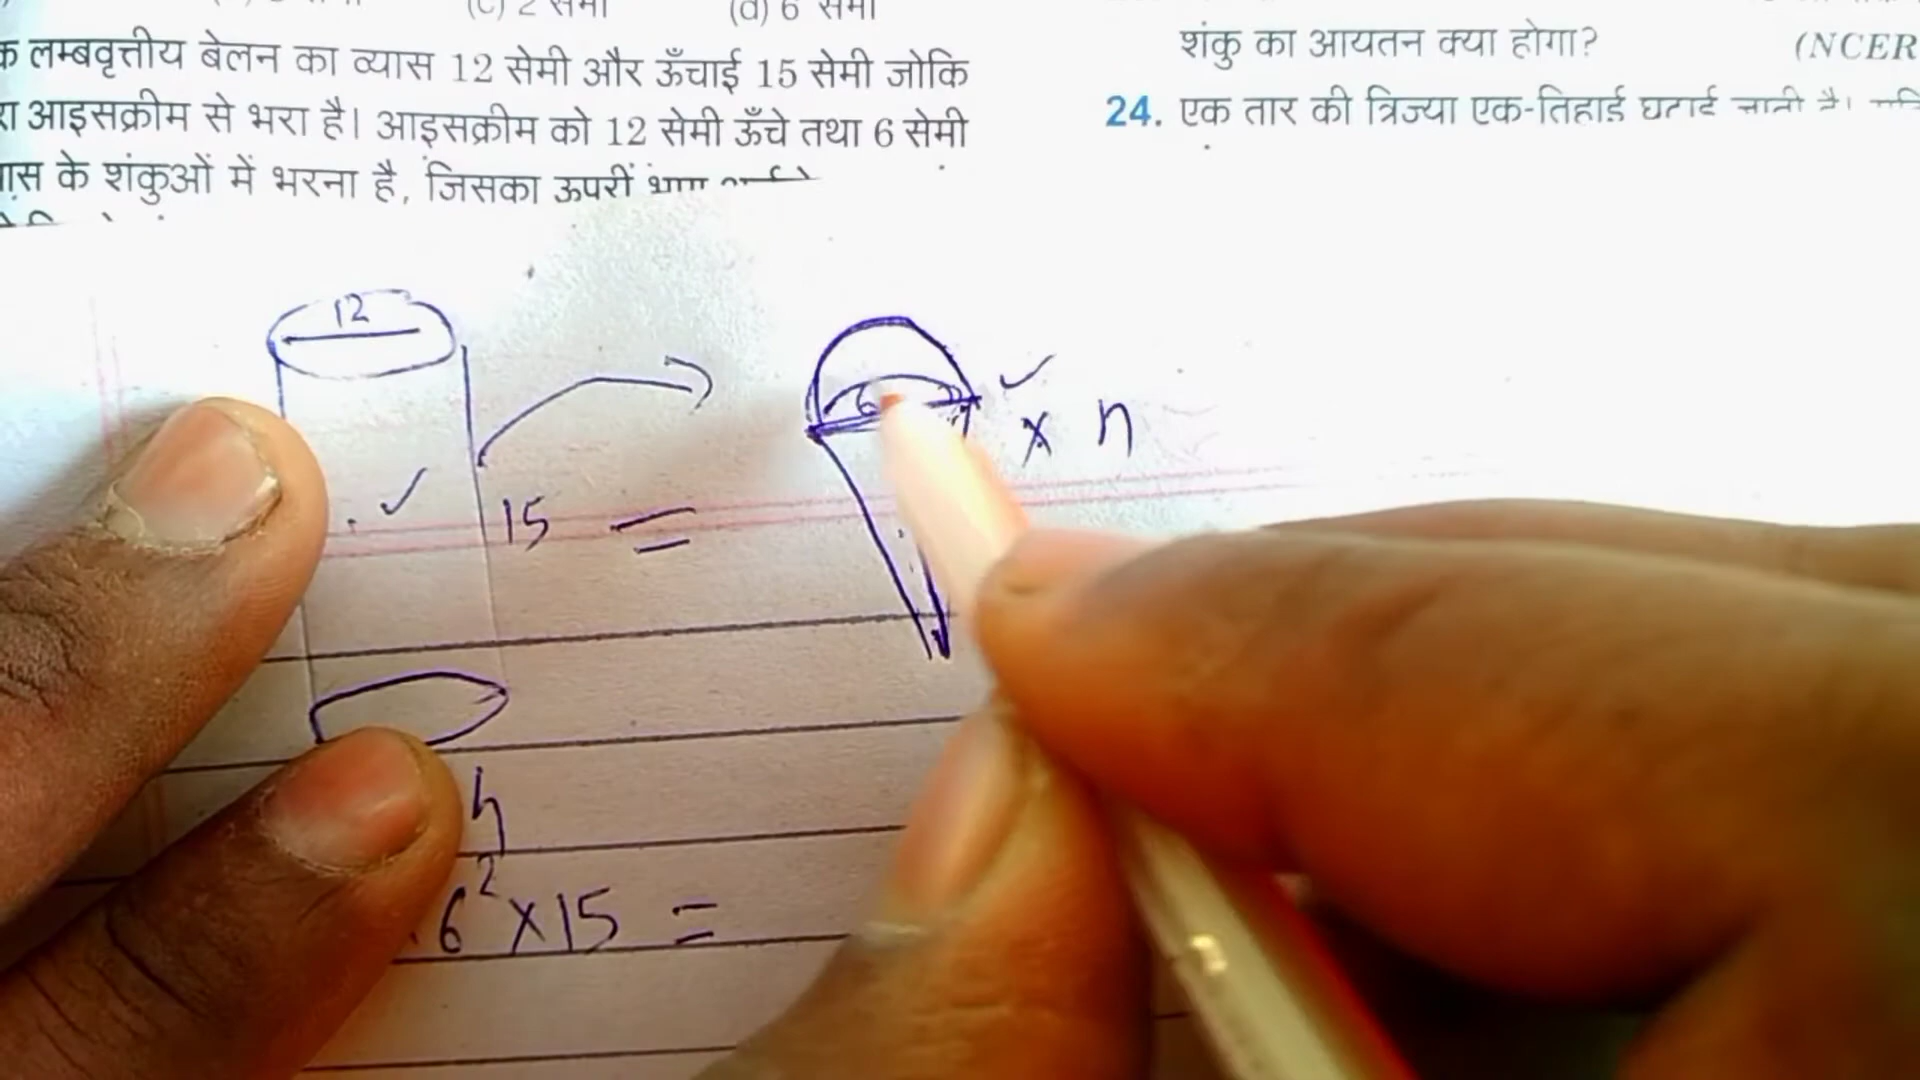 (c) 2 सेमी (d) 6 सेमी
लम्बवृत्तीय बेलन का व्यास 12 सेमी और ऊँचाई 15 सेमी जोकि
आइसक्रीम से भरा है। आइसक्रीम को 12 सेमी ऊँचे तथा 6 सेमी
के शंकुओं में भरना है, जिसका ऊपरी भाग
शंकु का आयतन क्या होगा? (NCER
24. एक तार की त्रिज्या एक-तिहाई घटाई जाती है।
12
6
× n
15 =
h
6² × 15 =